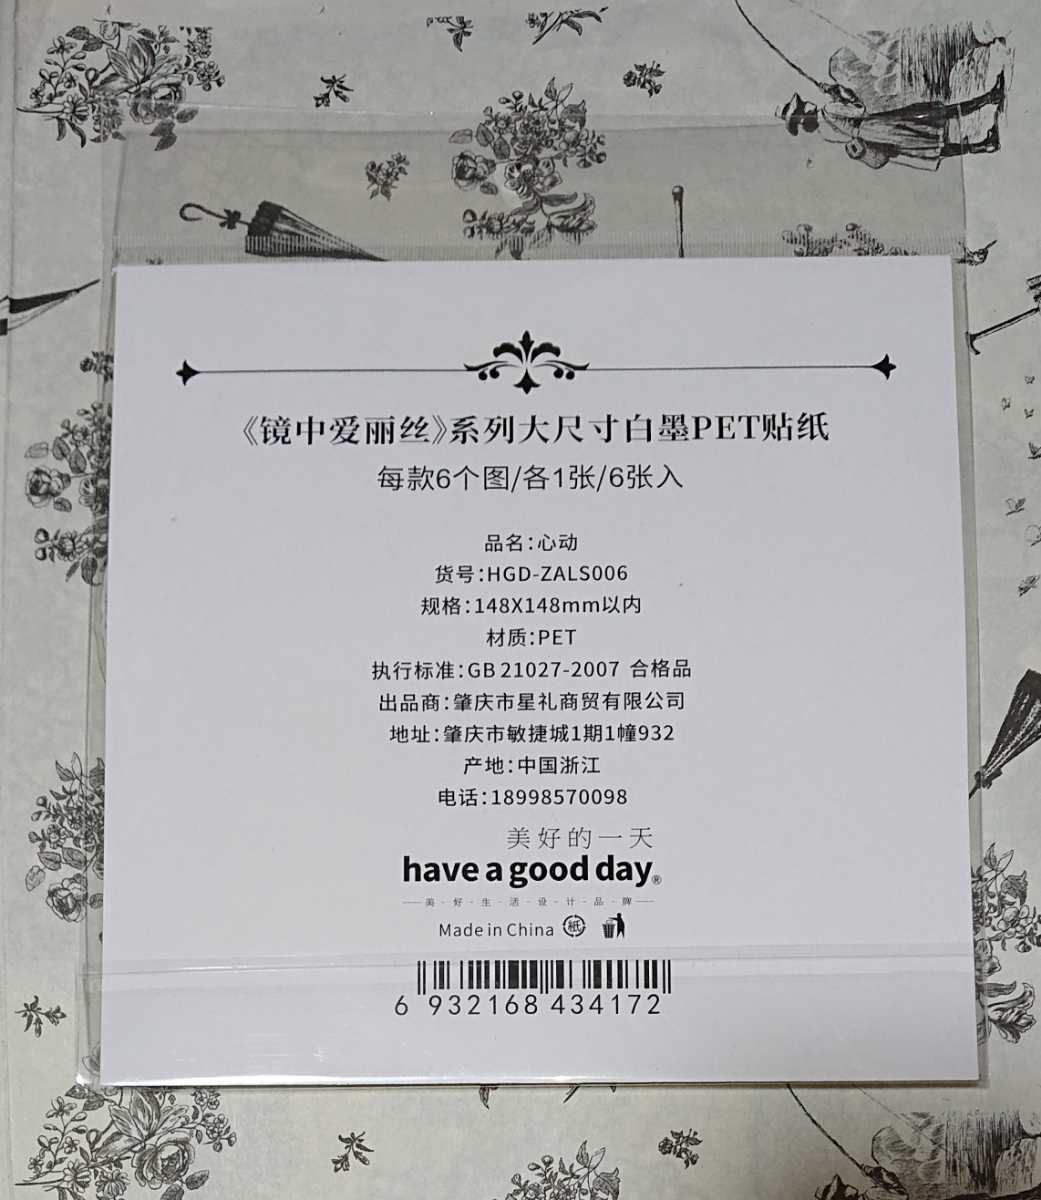 《镜中爱丽丝》系列大尺寸白墨PET贴纸
每款6个图/各1张/6张入
品名：心动
货号：HGD-ZALS006
规格：148X148mm以内
材质：PET
执行标准：GB 21027-2007 合格品
出品商：肇庆市星礼商贸有限公司
地址：肇庆市敏捷城1期1幢932
产地：中国浙江
电话：18998570098
美好的一天
have a good day®
美·好·生·活·设·计·品·牌
Made in China 紙
6 932168 434172